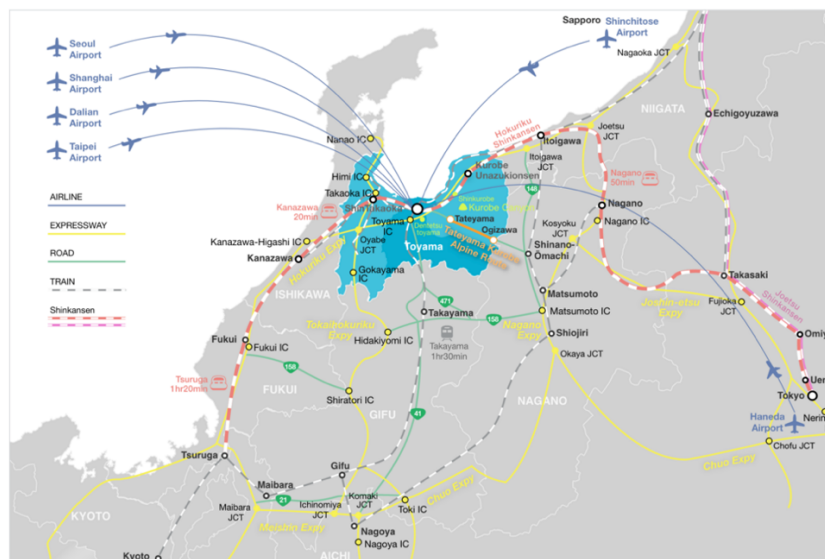 Seoul
Airport
Shanghai
Airport
Dalian
Airport
Taipei
Airport
AIRLINE
EXPRESSWAY
ROAD
TRAIN
Shinkansen
Sapporo
Shinchitose
Airport
Nagaoka JCT
NIIGATA
Echigoyuzawa
Joetsu
JCT
Hokuriku
Shinkansen
Itoigawa
Itoigawa
JCT
148
Nanao IC
Himi IC
Takaoka IC
Shin Takaoka
Kanazawa
20min
Kurobe
Unazukionsen
Shinkurobe
Kurobe
Toyama
IC
Dentetsu
toyama
Tateyama
Ogizawa
Tateyama Kurobe
Alpine Route
Toyama
Oyabe
JCT
Gokayama
IC
Kanazawa-Higashi IC
Kanazawa
Hokuriku Expy
ISHIKAWA
Nagano
50min
Nagano
Nagano IC
Kosyoku
JCT
Shinano
Ōmachi
Matsumoto
Matsumoto IC
Shiojiri
Okaya JCT
Nagano
Expy
NAGANO
Takasaki
Fujioka
JCT
Joshin-etsu
Expy
Joetsu
Shinkansen
Omiy
Uen
Tokyo
Nerim
Haneda
Airport
Chofu JCT
Chuo Expy
471
Takayama
158
Takayama
1hr30min
Tokaihokuriku
Expy
Hidakiyomi IC
Fukui
Fukui IC
158
Tsuruga
1hr20min
FUKUI
Shiratori IC
GIFU
41
Tsuruga
Maibara
Gifu
21
Maibara
JCT
Ichinomiya
JCT
Komaki
JCT
Toki IC
Chuo Expy
Meishin Expy
Nagoya
Nagoya IC
AICHI
KYOTO
Kyoto